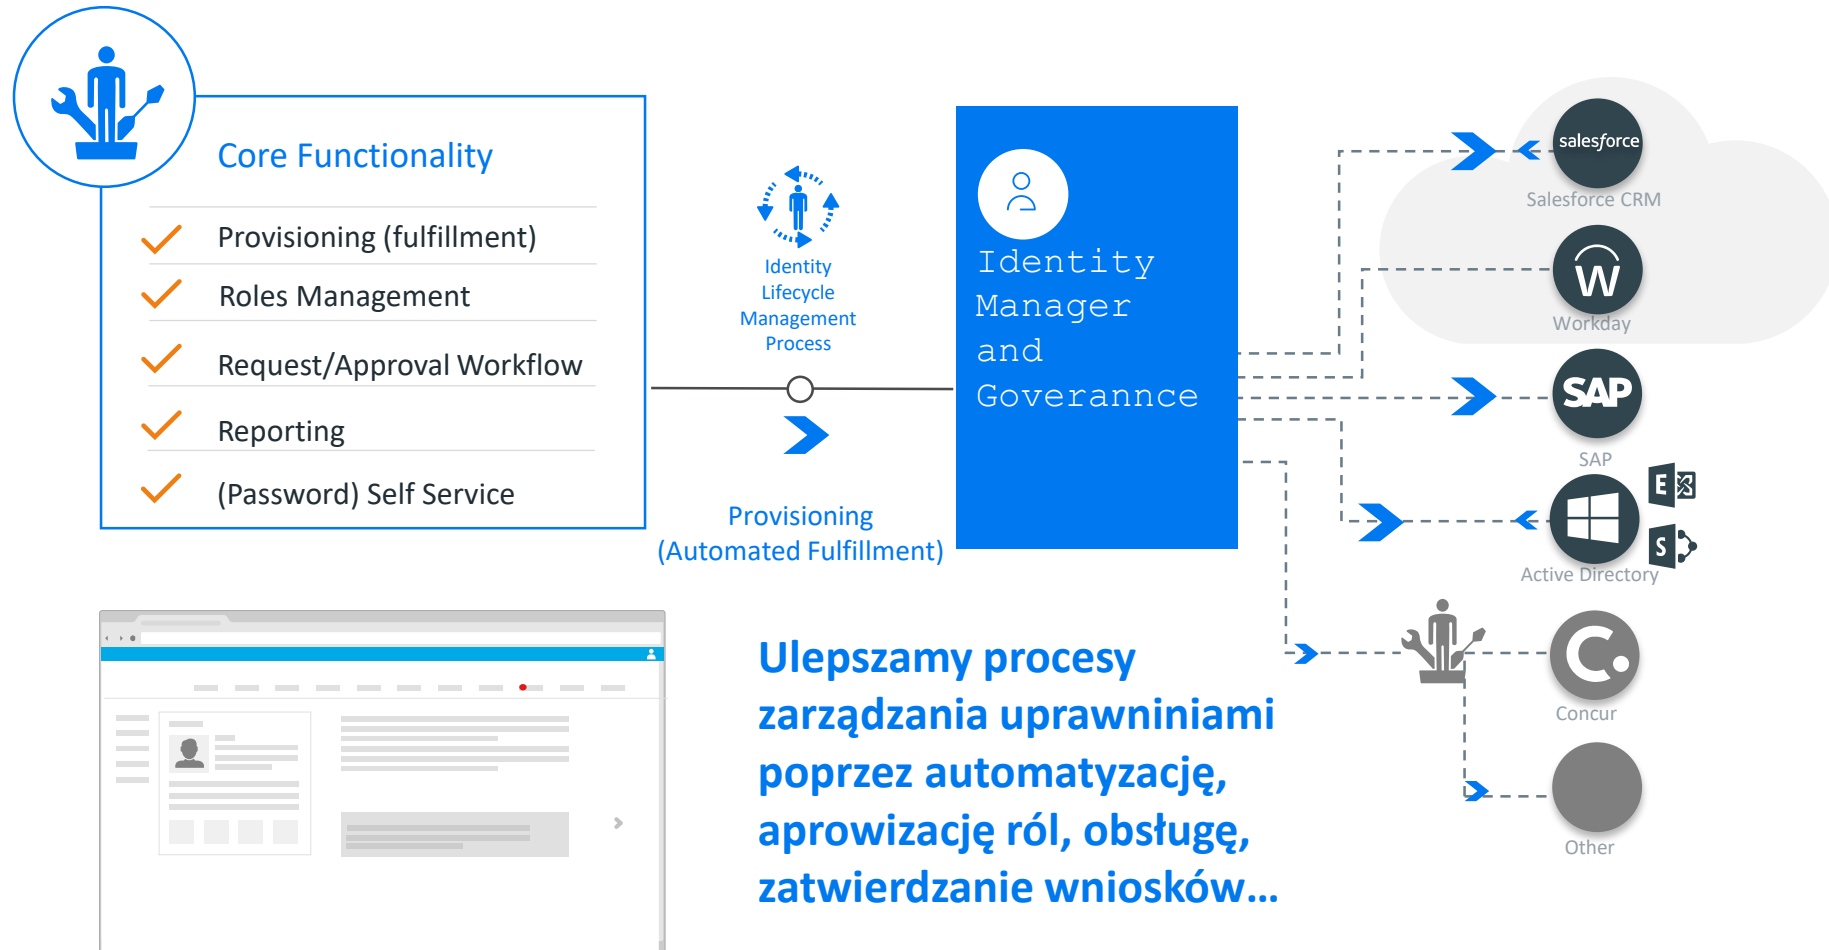 Core Functionality
Provisioning (fulfillment)
Roles Management
Request/Approval Workflow
Reporting
(Password) Self Service
Identity
Lifecycle
Management
Process
Provisioning
(Automated Fulfillment)
Identity
Manager
and
Goverannce
salesforce
Salesforce CRM
W
Workday
SAP
SAP
E
S
Active Directory
C.
Concur
Other
Ulepszamy procesy
zarządzania uprawniniami
poprzez automatyzację,
aprowizację ról, obsługę,
zatwierdzanie wniosków...